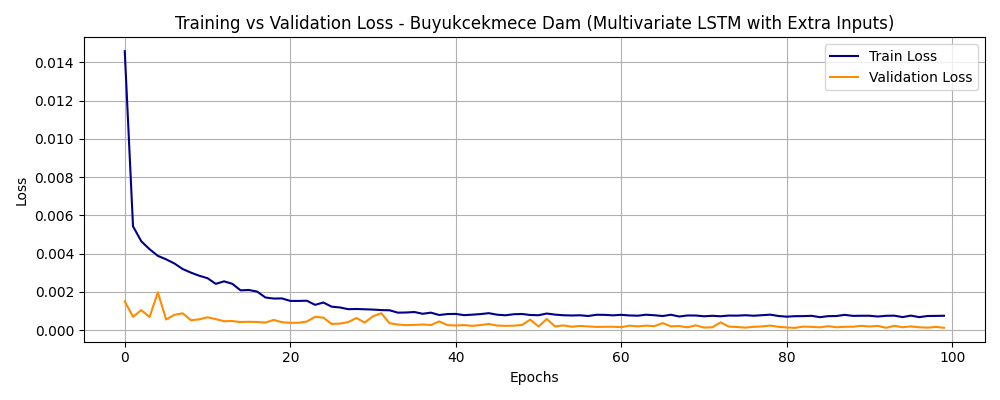 Training vs Validation Loss - Buyukcekmece Dam (Multivariate LSTM with Extra Inputs)
Train Loss
Validation Loss
Loss
0.014
0.012
0.010
0.008
0.006
0.004
0.002
0.000
0 20 40 60 80 100
Epochs